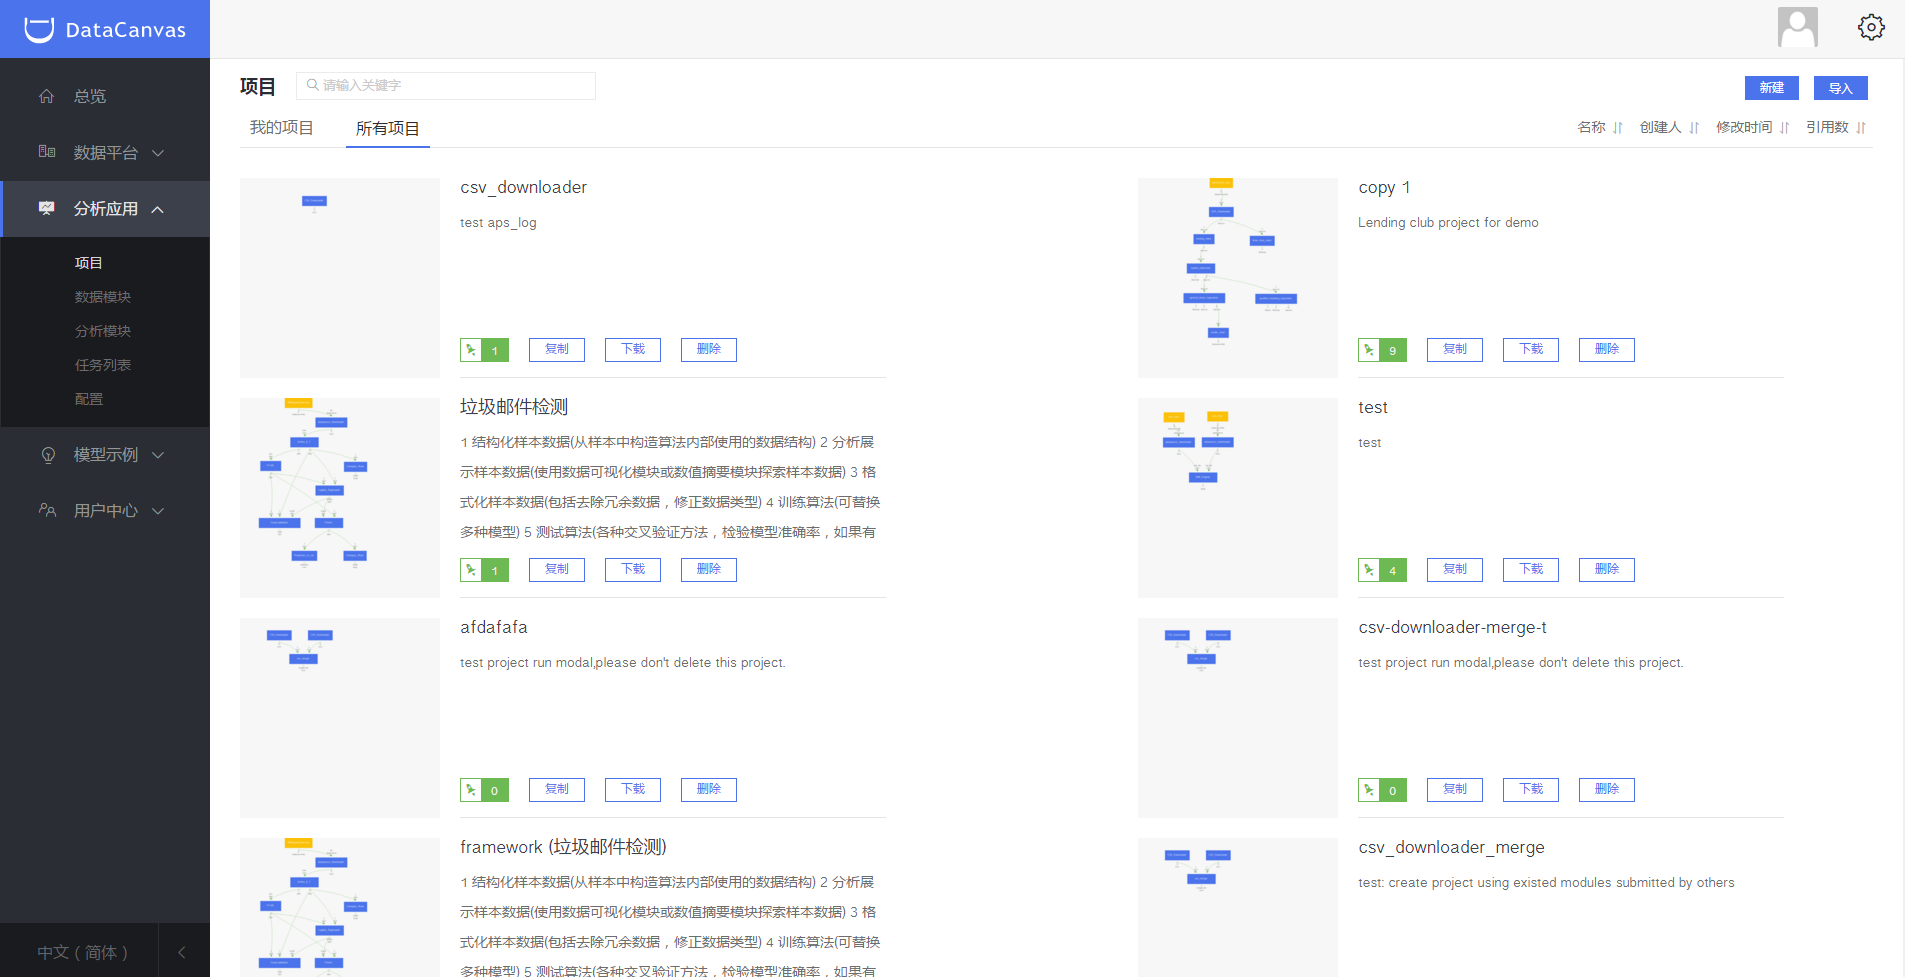 DataCanvas
总览
数据平台
分析应用
项目
数据模块
分析模块
任务列表
配置
模型示例
用户中心
中文（简体）
项目
请输入关键字
新建
导入
我的项目
所有项目
名称
创建人
修改时间
引用数
csv_downloader
test aps_log
1
复制
下载
删除
copy 1
Lending club project for demo
9
复制
下载
删除
垃圾邮件检测
1 结构化样本数据(从样本中构造算法内部使用的数据结构) 2 分析展
示样本数据(使用数据可视化模块或数值摘要模块探索样本数据) 3 格
式化样本数据(包括去除冗余数据，修正数据类型) 4 训练算法(可替换
多种模型) 5 测试算法(各种交叉验证方法，检验模型准确率，如果有
1
复制
下载
删除
test
test
4
复制
下载
删除
afdafafa
test project run modal,please don't delete this project.
0
复制
下载
删除
csv-downloader-merge-t
test project run modal,please don't delete this project.
0
复制
下载
删除
framework (垃圾邮件检测)
1 结构化样本数据(从样本中构造算法内部使用的数据结构) 2 分析展
示样本数据(使用数据可视化模块或数值摘要模块探索样本数据) 3 格
式化样本数据(包括去除冗余数据，修正数据类型) 4 训练算法(可替换
多种模型) 5 测试算法(各种交叉验证方法，检验模型准确率，如果有
csv_downloader_merge
test: create project using existed modules submitted by others